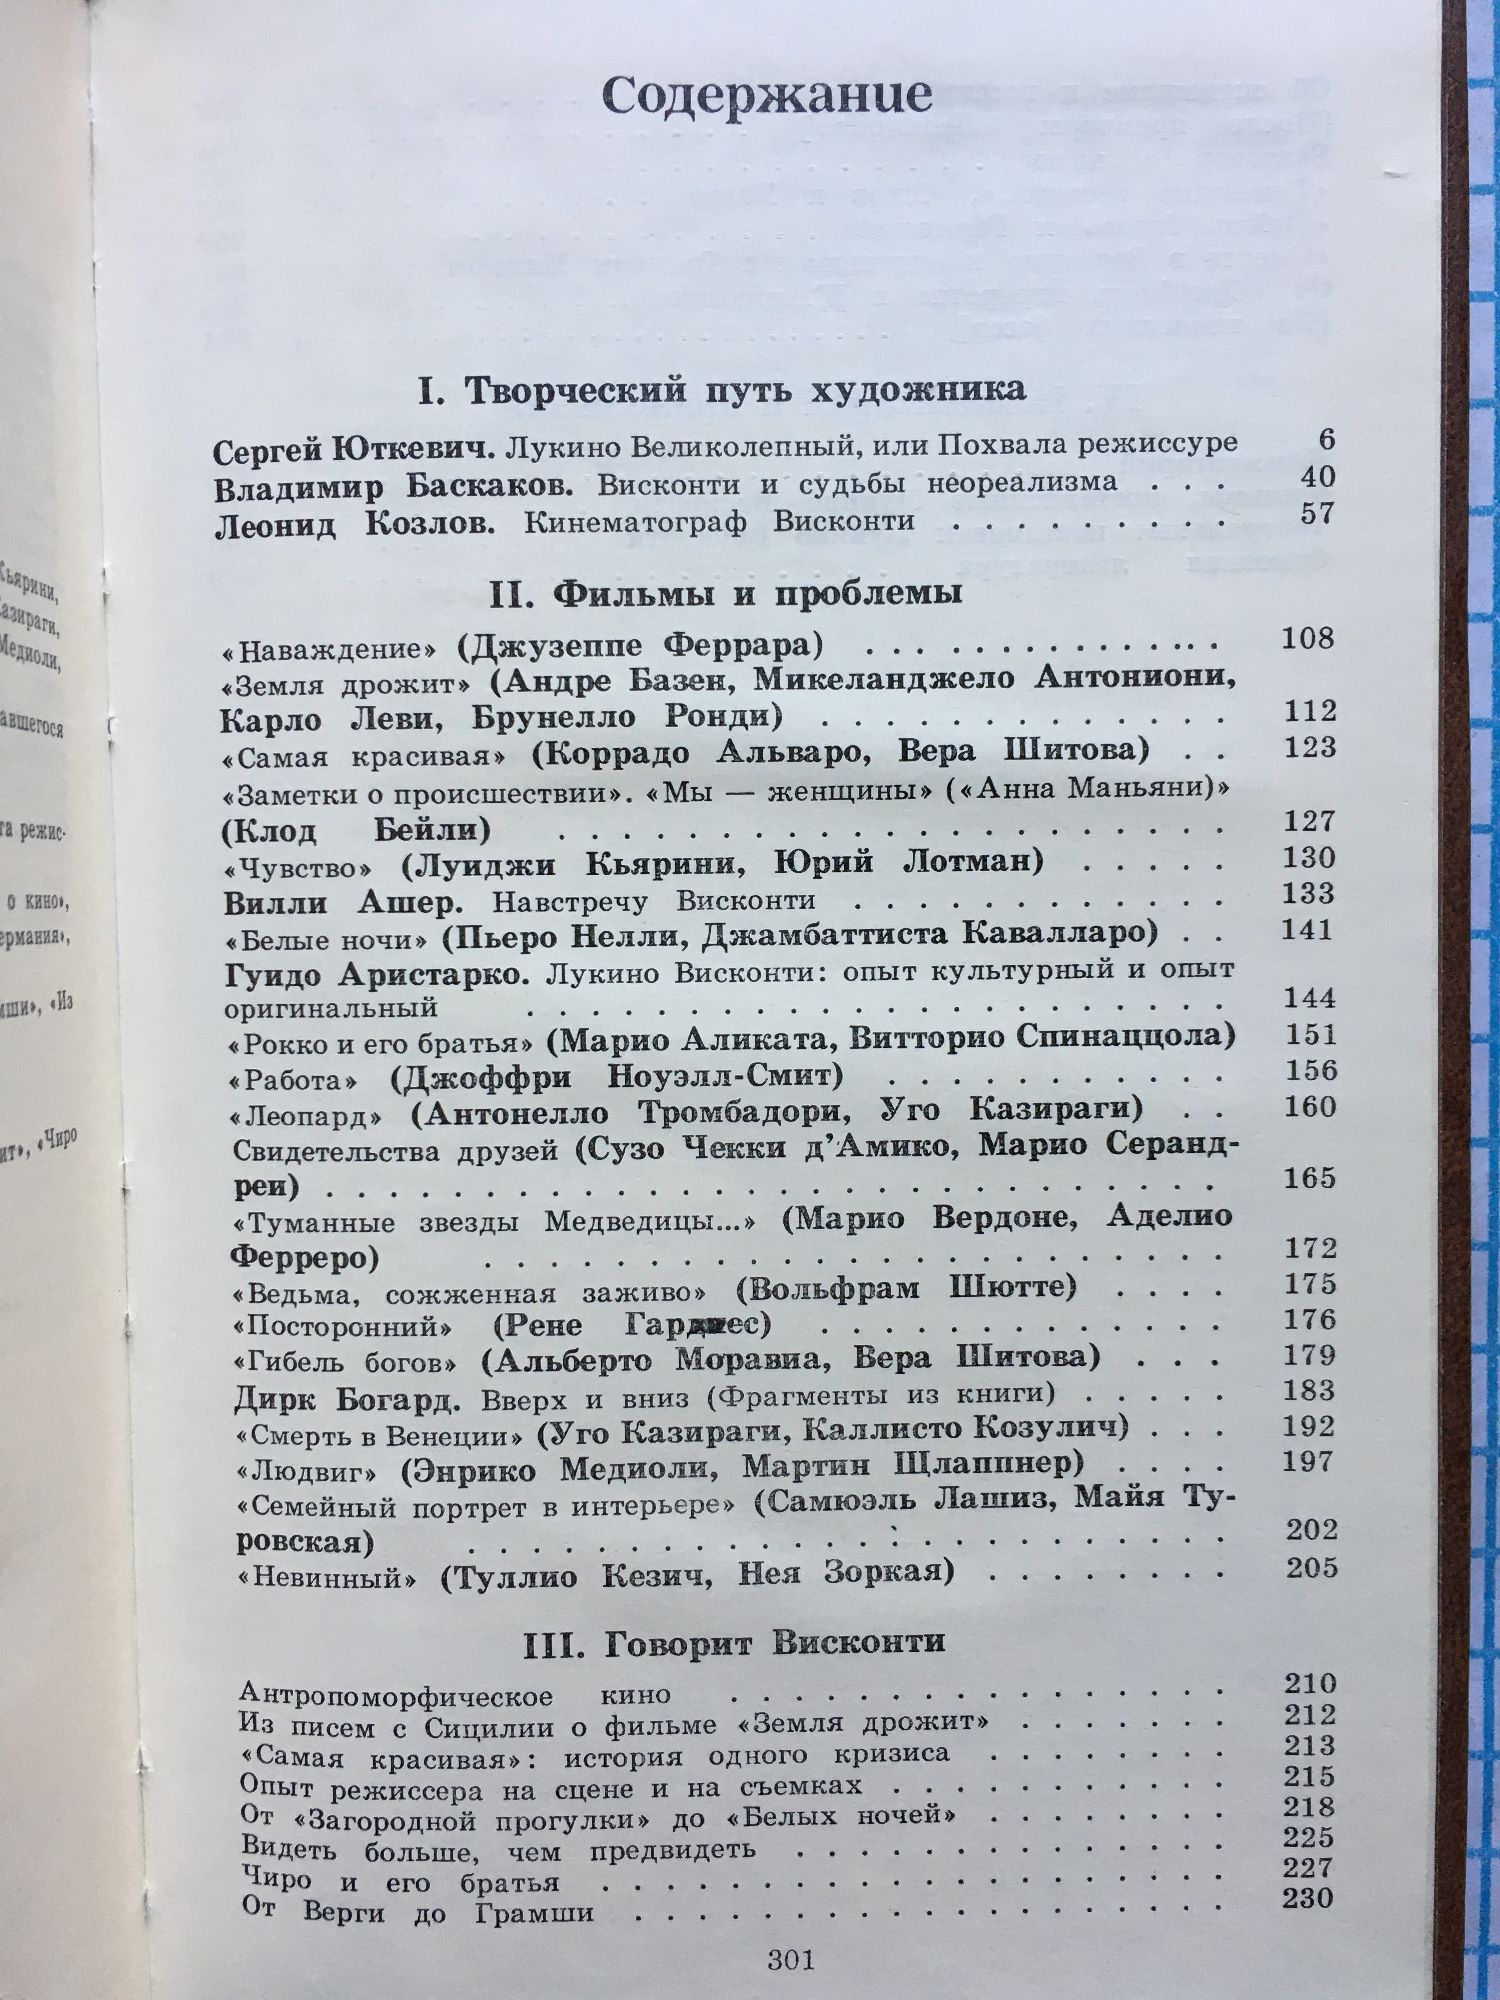 Содержание
I. Творческий путь художника
Сергей Юткевич. Лукино Великолепный, или Похвала режиссуре 6
Владимир Баскаков. Висконти и судьбы неореализма . . . 40
Леонид Козлов. Кинематограф Висконти . . . . . . . . . 57
II. Фильмы и проблемы
«Наваждение» (Джузеппе Феррара) . . . . . . . . . . . . . . 108
«Земля дрожит» (Андре Базен, Микеланджело Антониони,
Карло Леви, Брунелло Ронди) . . . . . . . . . . . . . 112
«Самая красивая» (Коррадо Альваро, Вера Шитова) . . 123
«Заметки о происшествии». «Мы — женщины» («Анна Маньяни)»
(Клод Бейли) . . . . . . . . . . . . . . . . . . . . . 127
«Чувство» (Луиджи Кьярини, Юрий Лотман) . . . . . 130
Вилли Ашер. Навстречу Висконти . . . . . . . . . . . . 133
«Белые ночи» (Пьеро Нелли, Джамбаттиста Кавалларо) . . 141
Гуидо Аристарко. Лукино Висконти: опыт культурный и опыт
оригинальный . . . . . . . . . . . . . . . . . . . . . . 144
«Рокко и его братья» (Марио Аликата, Витторио Спинаццола) 151
«Работа» (Джоффри Ноуэлл-Смит) . . . . . . . . . . . 156
«Леопард» (Антонелло Тромбадори, Уго Казираги) . . 160
Свидетельства друзей (Сузо Чекки д'Амико, Марио Серанд-
реи) . . . . . . . . . . . . . . . . . . . . . . . . . . . . 165
«Туманные звезды Медведицы...» (Марио Вердоне, Аделио
Ферреро) . . . . . . . . . . . . . . . . . . . . . . . 172
«Ведьма, сожженная заживо» (Вольфрам Шютте) . . . . 175
«Посторонний» (Рене Гардиес) . . . . . . . . . . . . . 176
«Гибель богов» (Альберто Моравиа, Вера Шитова) . . . 179
Дирк Богард. Вверх и вниз (Фрагменты из книги) . . . . . 183
«Смерть в Венеции» (Уго Казираги, Каллисто Козулич) . . . 192
«Людвиг» (Энрико Медиоли, Мартин Щлаппнер) . . . . 197
«Семейный портрет в интерьере» (Самюэль Лашиз, Майя Ту-
ровская) . . . . . . . . . . . . . . . . . . . . . . . . 202
«Невинный» (Туллио Кезич, Нея Зоркая) . . . . . . . . 205
III. Говорит Висконти
Антропоморфическое кино . . . . . . . . . . . . . . . . 210
Из писем с Сицилии о фильме «Земля дрожит» . . . . . . . 212
«Самая красивая»: история одного кризиса . . . . . . . . 213
Опыт режиссера на сцене и на съемках . . . . . . . . . . . 215
От «Загородной прогулки» до «Белых ночей» . . . . . . . . 218
Видеть больше, чем предвидеть . . . . . . . . . . . . . . 225
Чиро и его братья . . . . . . . . . . . . . . . . . . . . 227
От Верги до Грамши . . . . . . . . . . . . . . . . . . . 230
301
Кьярини,
Казираги,
Медиоли,
режис-
о кино»,
«Из
«Чиро